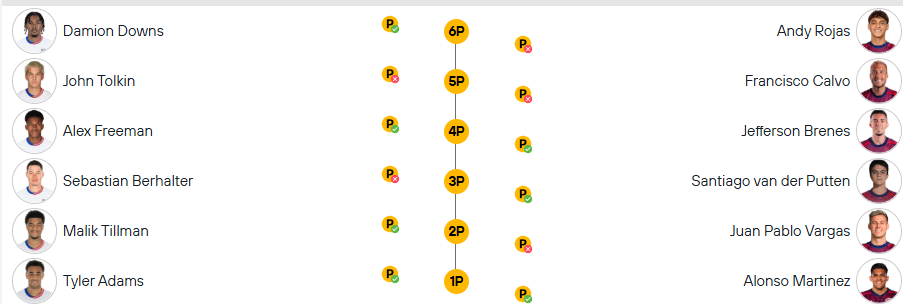 Damion Downs P 6P P Andy Rojas
John Tolkin P 5P P Francisco Calvo
Alex Freeman P 4P P Jefferson Brenes
Sebastian Berhalter P 3P P Santiago van der Putten
Malik Tillman P 2P P Juan Pablo Vargas
Tyler Adams P 1P P Alonso Martinez